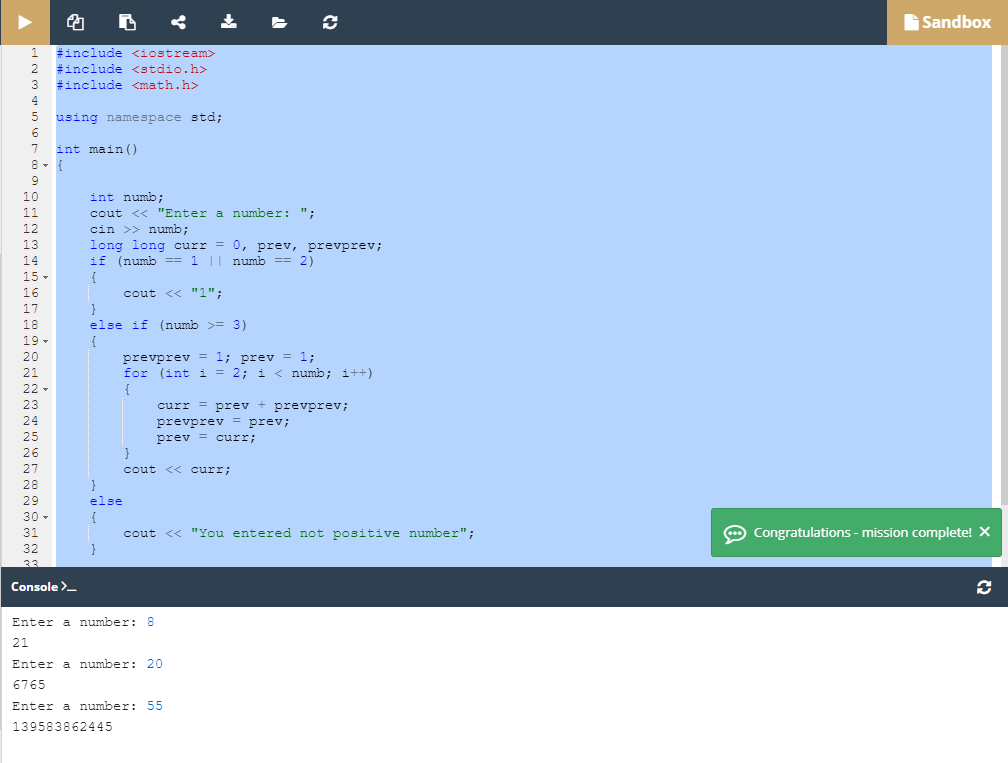 Sandbox
1 #include <iostream>
2 #include <stdio.h>
3 #include <math.h>
4
5 using namespace std;
6
7 int main()
8 {
9
10     int numb;
11     cout << "Enter a number: ";
12     cin >> numb;
13     long long curr = 0, prev, prevprev;
14     if (numb == 1 || numb == 2)
15     {
16         cout << "1";
17     }
18     else if (numb >= 3)
19     {
20         prevprev = 1; prev = 1;
21         for (int i = 2; i < numb; i++)
22         {
23             curr = prev + prevprev;
24             prevprev = prev;
25             prev = curr;
26         }
27         cout << curr;
28     }
29     else
30     {
31         cout << "You entered not positive number";
32     }
33
Congratulations - mission complete! ×
Console >_
Enter a number: 8
21
Enter a number: 20
6765
Enter a number: 55
139583862445